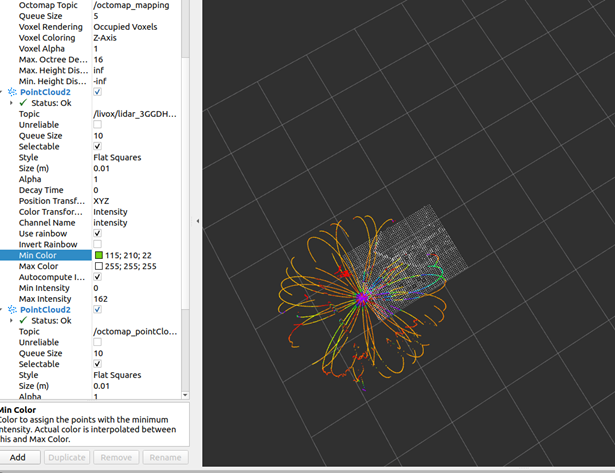 Octomap Topic /octomap_mapping
Queue Size 5
Voxel Rendering Occupied Voxels
Voxel Coloring Z-Axis
Voxel Alpha 1
Max. Octree De... 16
Max. Height Dis... inf
Min. Height Dis... -inf
PointCloud2
Status: Ok
Topic /livox/lidar_3GGDH...
Unreliable
Queue Size 10
Selectable
Style Flat Squares
Size (m) 0.01
Alpha 1
Decay Time 0
Position Transf... XYZ
Color Transfor... Intensity
Channel Name intensity
Use rainbow
Invert Rainbow
Min Color 115; 210; 22
Max Color 255; 255; 255
Autocompute I...
Min Intensity 0
Max Intensity 162
PointCloud2
Status: Ok
Topic /octomap_pointClo...
Unreliable
Queue Size 10
Selectable
Style Flat Squares
Size (m) 0.01
Alpha 1
Min Color
Color to assign the points with the minimum
intensity. Actual color is interpolated between
this and Max Color.
Add Duplicate Remove Rename